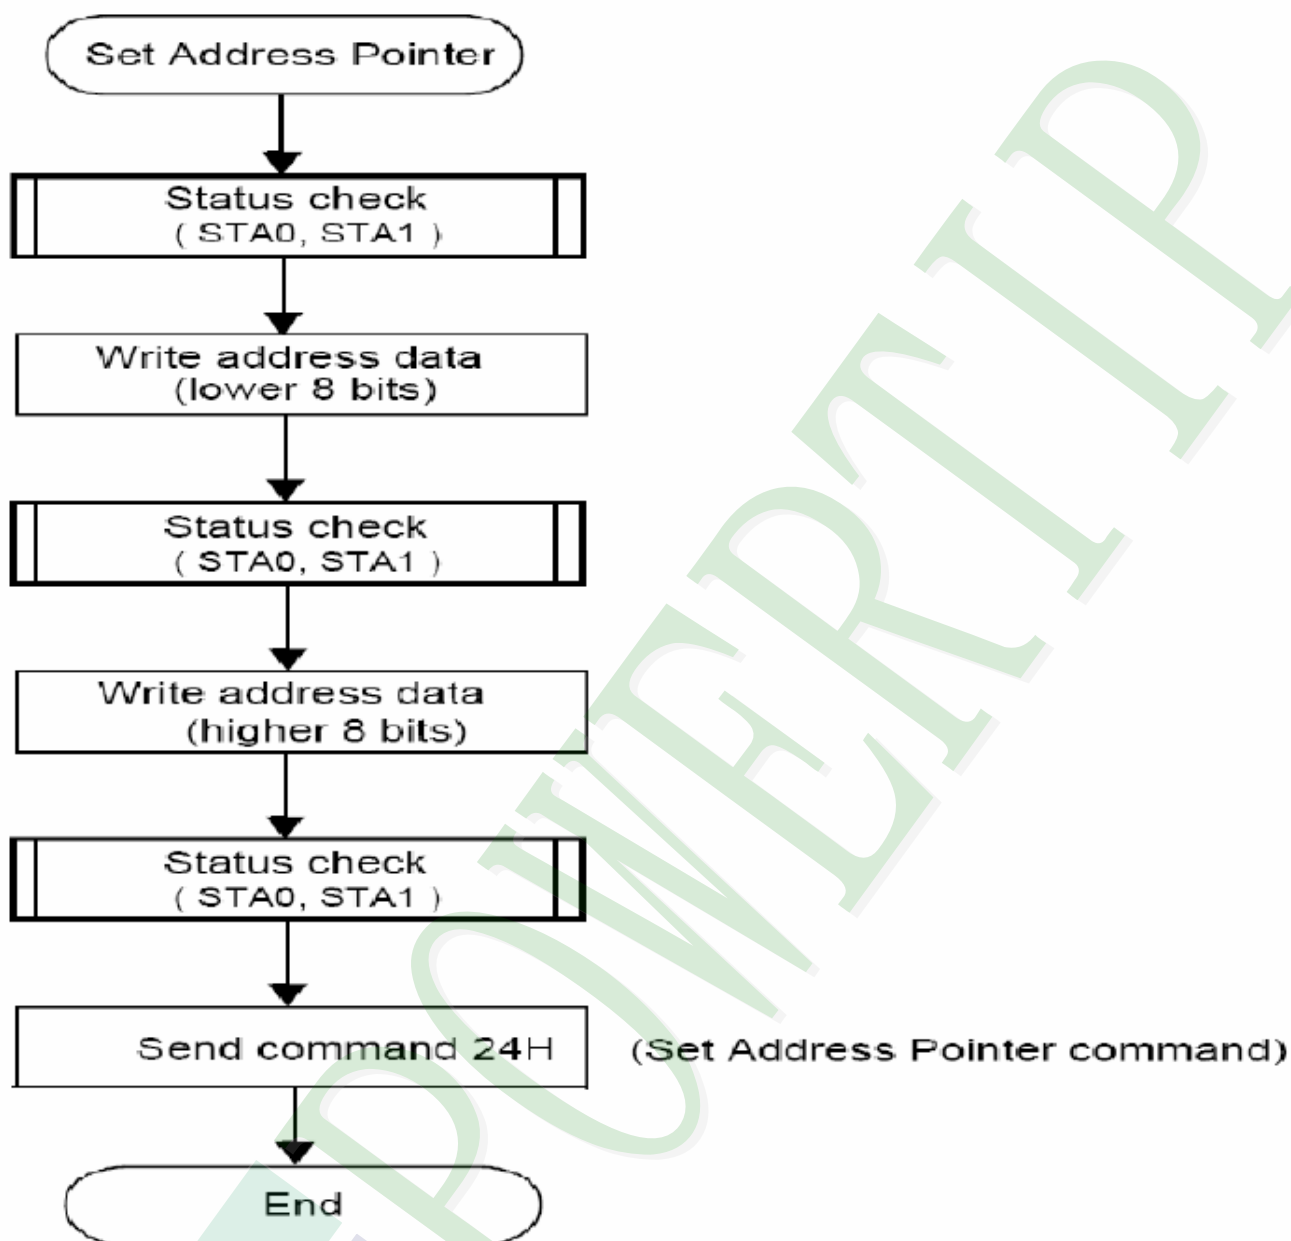 Set Address Pointer
Status check
( STA0, STA1 )
Write address data
(lower 8 bits)
Status check
( STA0, STA1 )
Write address data
(higher 8 bits)
Status check
( STA0, STA1 )
Send command 24H
(Set Address Pointer command)
End
POWERTIP